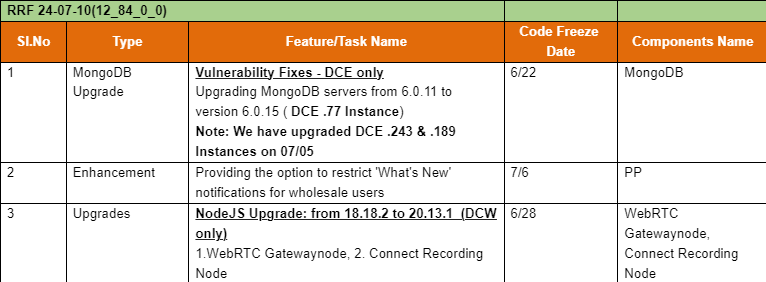 RRF 24-07-10(12_84_0_0)
Sl.No Type Feature/Task Name Code Freeze Date Components Name
1 MongoDB Upgrade Vulnerability Fixes - DCE only 6/22 MongoDB
Upgrading MongoDB servers from 6.0.11 to
version 6.0.15 ( DCE .77 Instance)
Note: We have upgraded DCE .243 & .189
Instances on 07/05
2 Enhancement Providing the option to restrict 'What's New' 7/6 PP
notifications for wholesale users
3 Upgrades NodeJS Upgrade: from 18.18.2 to 20.13.1 (DCW 6/28 WebRTC
only) Gatewaynode,
1.WebRTC Gatewaynode, 2. Connect Recording Connect Recording
Node Node